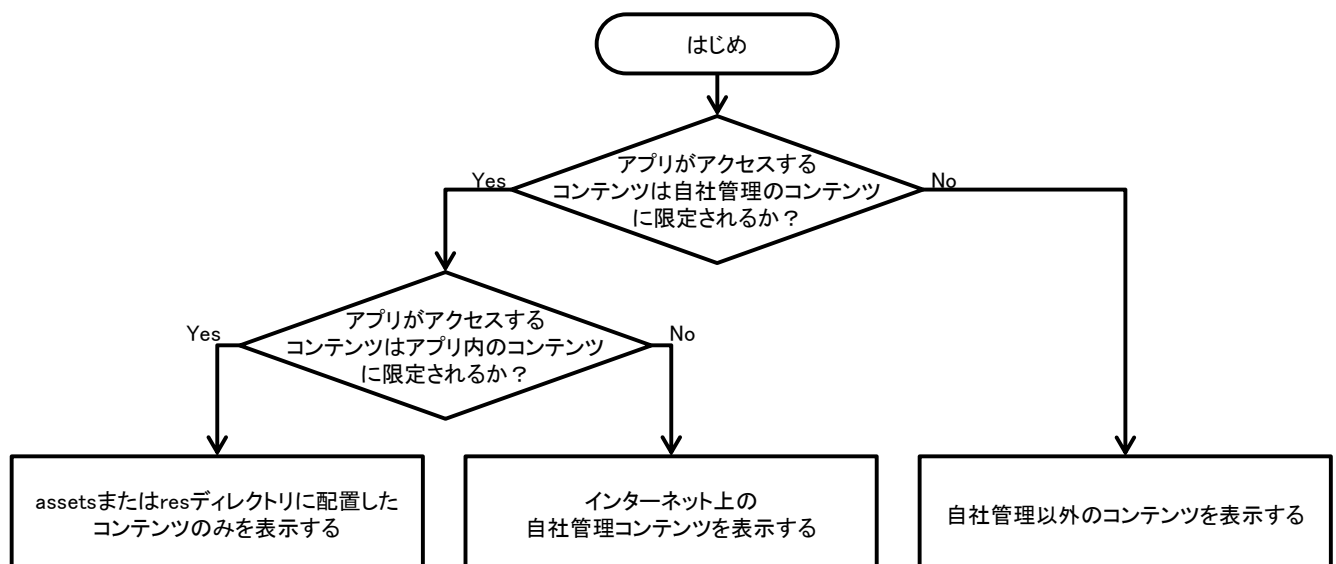 はじめ
アプリがアクセスする
コンテンツは自社管理のコンテンツ
に限定されるか？
Yes
No
アプリがアクセスする
コンテンツはアプリ内のコンテンツ
に限定されるか？
Yes
No
assetsまたはresディレクトリに配置した
コンテンツのみを表示する
インターネット上の
自社管理コンテンツを表示する
自社管理以外のコンテンツを表示する